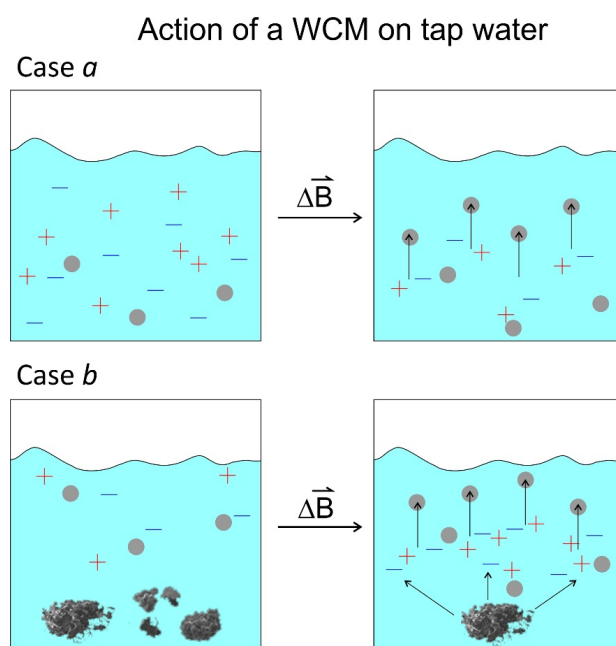 Action of a WCM on tap water
Case a
ΔB⃗
Case b
ΔB⃗